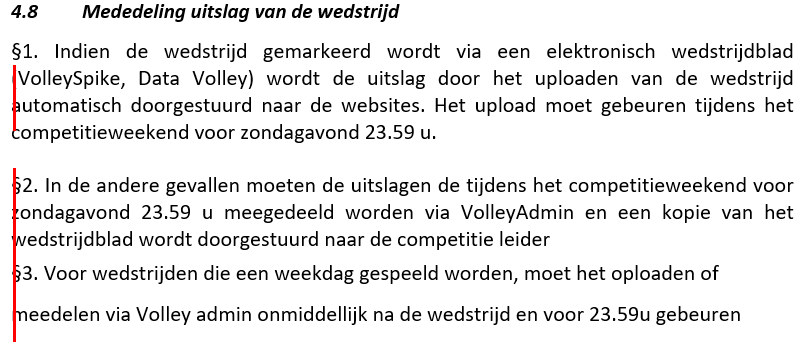 4.8 Mededeling uitslag van de wedstrijd
§1. Indien de wedstrijd gemarkeerd wordt via een elektronisch wedstrijdblad
(VolleySpike, Data Volley) wordt de uitslag door het uploaden van de wedstrijd
automatisch doorgestuurd naar de websites. Het upload moet gebeuren tijdens het
competitieweekend voor zondagavond 23.59 u.
§2. In de andere gevallen moeten de uitslagen de tijdens het competitieweekend voor
zondagavond 23.59 u meegedeeld worden via VolleyAdmin en een kopie van het
wedstrijdblad wordt doorgestuurd naar de competitie leider
§3. Voor wedstrijden die een weekdag gespeeld worden, moet het oploaden of
meedelen via Volley admin onmiddellijk na de wedstrijd en voor 23.59u gebeuren